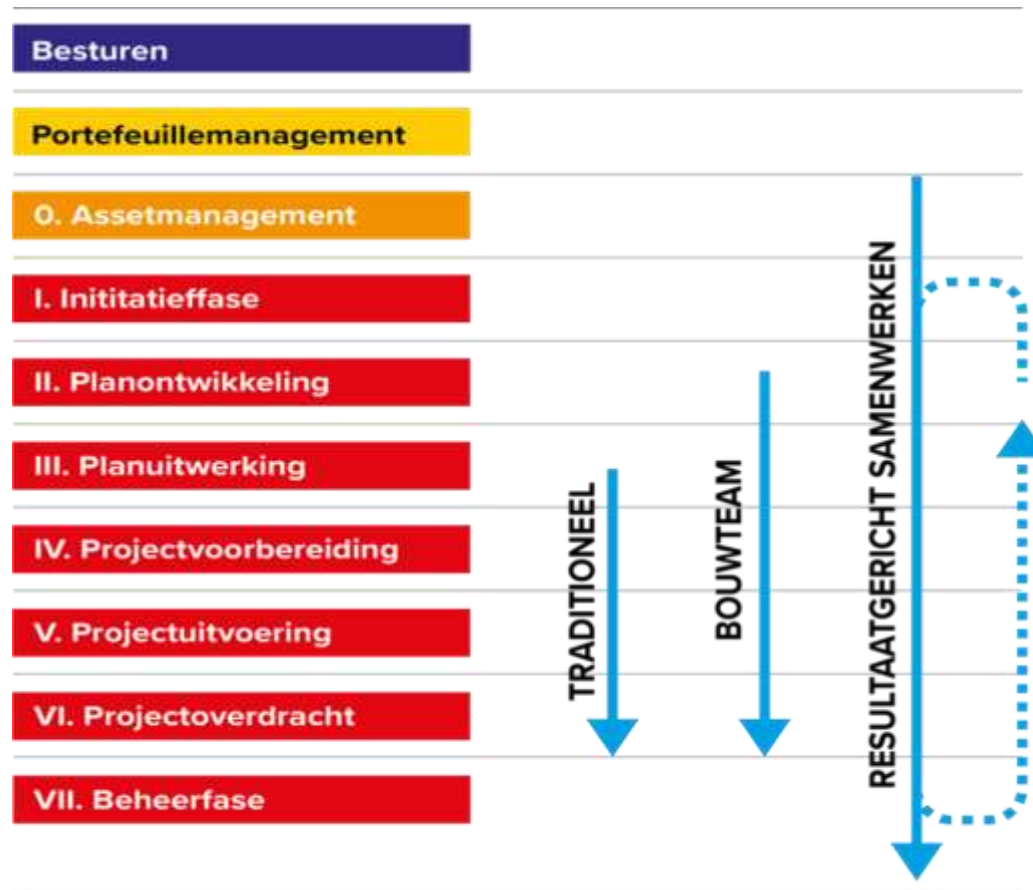 Besturen
Portefeuillemanagement
0. Assetmanagement
I. Inititatieffase
II. Planontwikkeling
III. Planuitwerking
IV. Projectvoorbereiding
V. Projectuitvoering
VI. Projectoverdracht
VII. Beheerfase
TRADITIONEEL
BOUWTEAM
RESULTAATGERICHT SAMENWERKEN